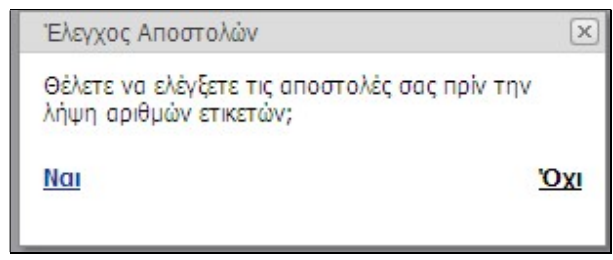 Έλεγχος Αποστολών
Θέλετε να ελέγξετε τις αποστολές σας πρίν την
λήψη αριθμών ετικετών;
Ναι
Όχι